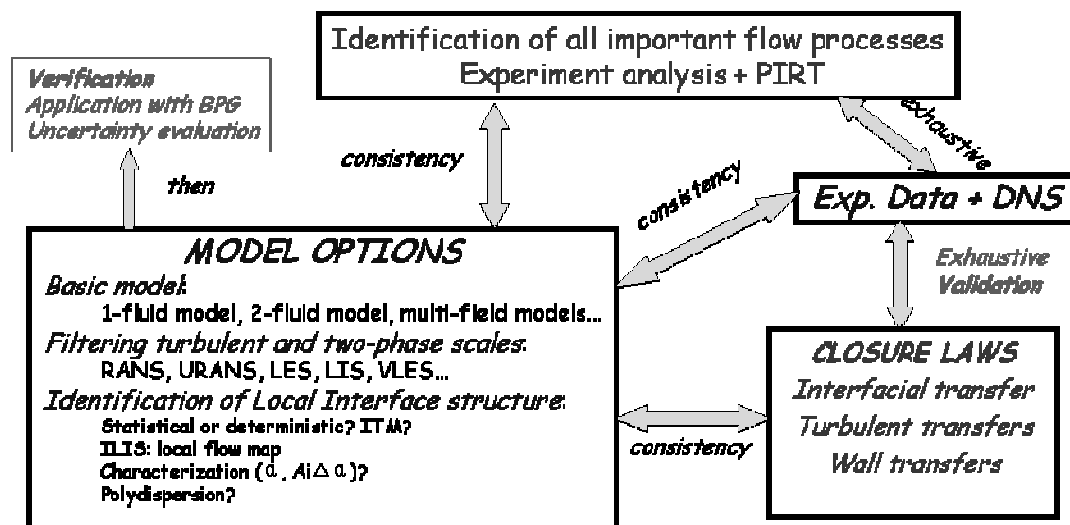 Identification of all important flow processes
Experiment analysis + PIRT
Verification
Application with BPG
Uncertainty evaluation
then
consistency
consistency
exhaustive
Exp. Data + DNS
Exhaustive
Validation
MODEL OPTIONS
Basic model:
1-fluid model, 2-fluid model, multi-field models...
Filtering turbulent and two-phase scales:
RANS, URANS, LES, LIS, VLES...
Identification of Local Interface structure:
Statistical or deterministic? ITM?
ILIS: local flow map
Characterization (α, Ai△ α)?
Polydispersion?
consistency
CLOSURE LAWS
Interfacial transfer
Turbulent transfers
Wall transfers